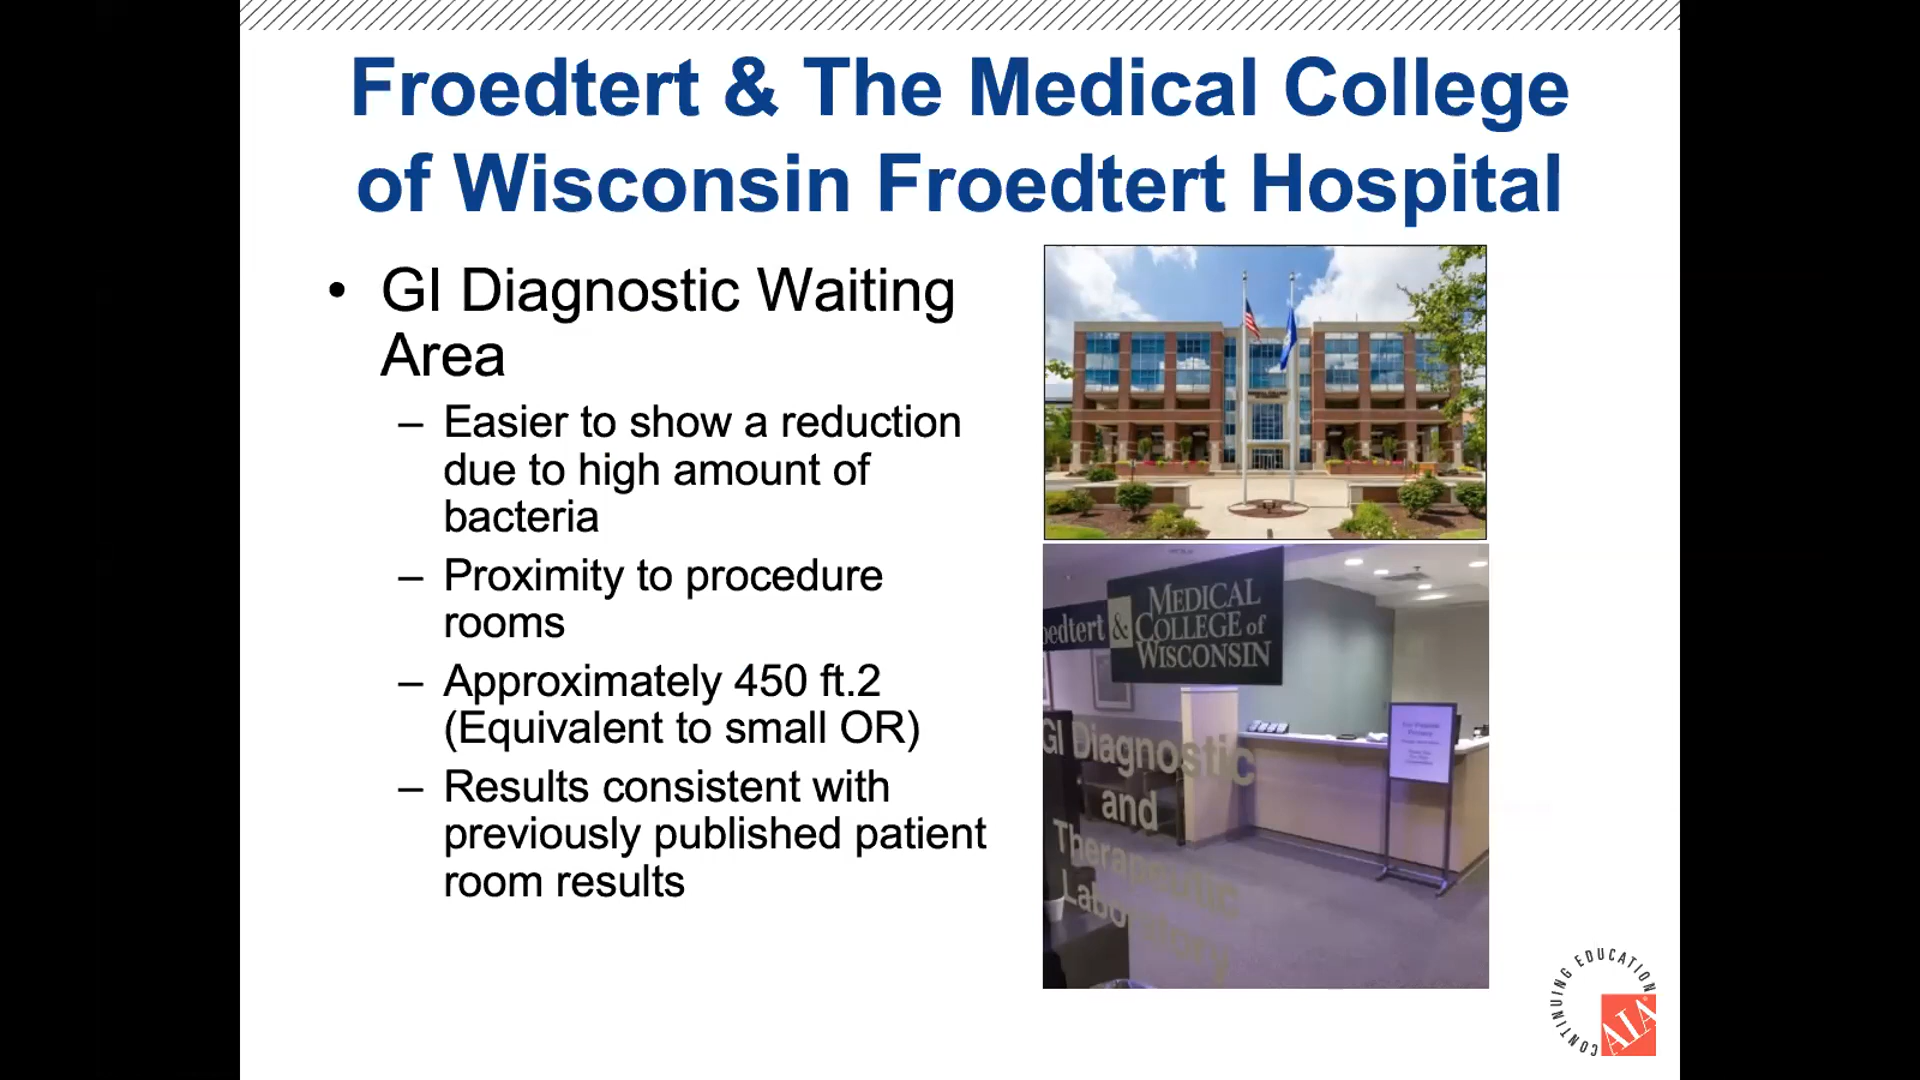 Froedtert & The Medical College
of Wisconsin Froedtert Hospital
• GI Diagnostic Waiting
Area
– Easier to show a reduction
due to high amount of
bacteria
– Proximity to procedure
rooms
– Approximately 450 ft.2
(Equivalent to small OR)
– Results consistent with
previously published patient
room results
oedtert & MEDICAL
COLLEGE of
WISCONSIN
GI Diagnostic
and
Therapeutic
Laboratory
CONTINUING EDUCATION
AIA